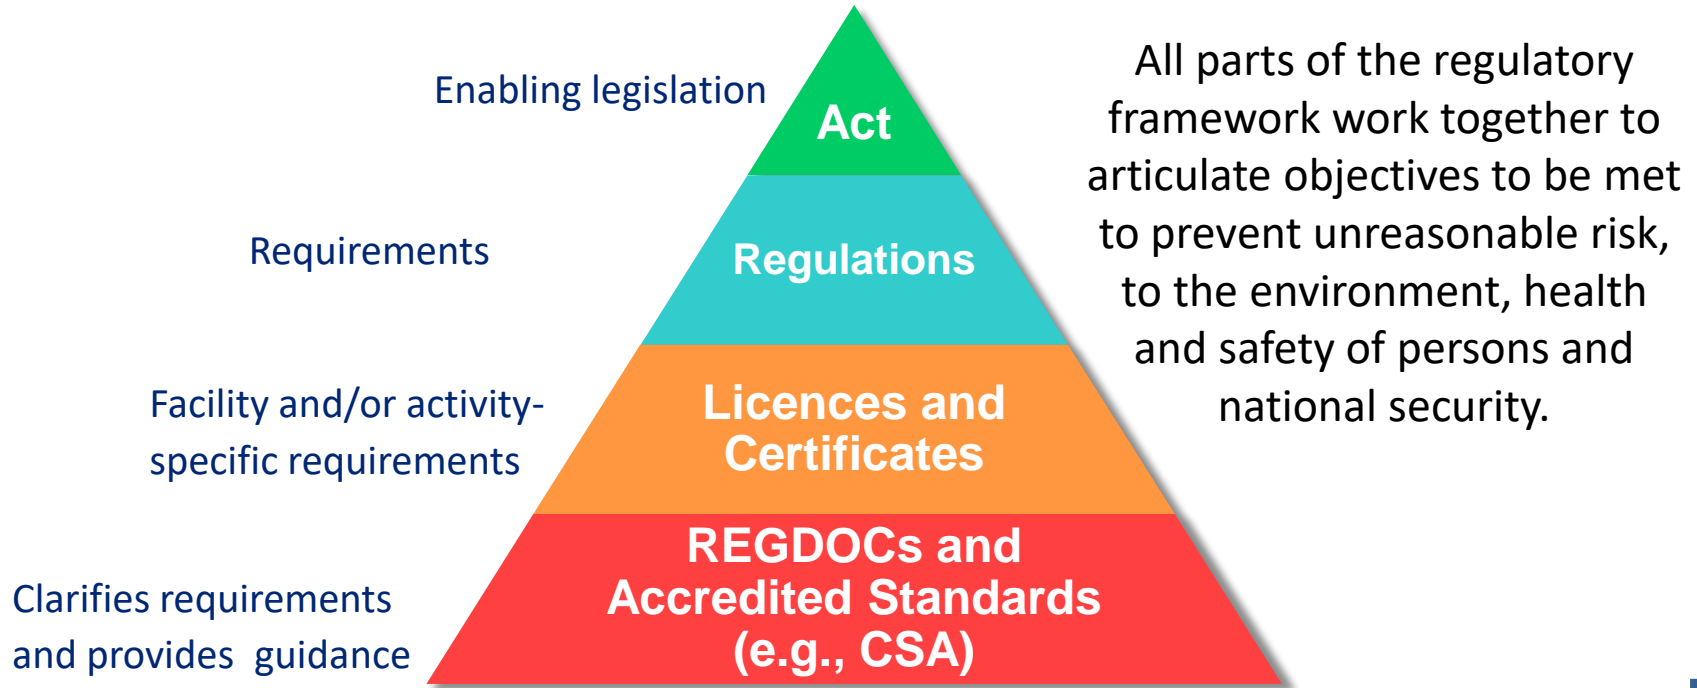 Enabling legislation
Act
Requirements
Regulations
Facility and/or activity-
specific requirements
Licences and
Certificates
Clarifies requirements
and provides  guidance
REGDOCs and
Accredited Standards
(e.g., CSA)
All parts of the regulatory
framework work together to
articulate objectives to be met
to prevent unreasonable risk,
to the environment, health
and safety of persons and
national security.